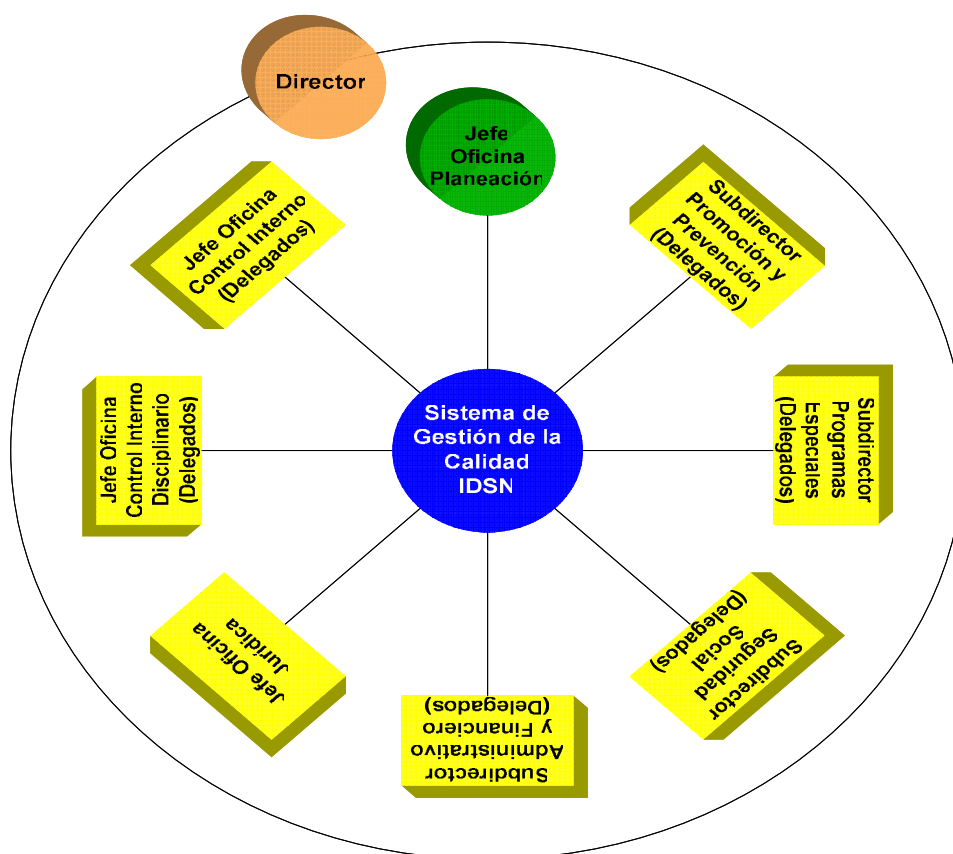 Director
Jefe
Oficina
Planeación
Subdirector
Promoción y
Prevención
(Delegados)
Subdirector
Programas
Especiales
(Delegados)
Subdirector
Seguridad
Social
(Delegados)
Subdirector
Administrativo
y Financiero
(Delegados)
Jefe Oficina
Jurídica
Jefe Oficina
Control Interno
Disciplinario
(Delegados)
Jefe Oficina
Control Interno
(Delegados)
Sistema de
Gestión de la
Calidad
IDSN